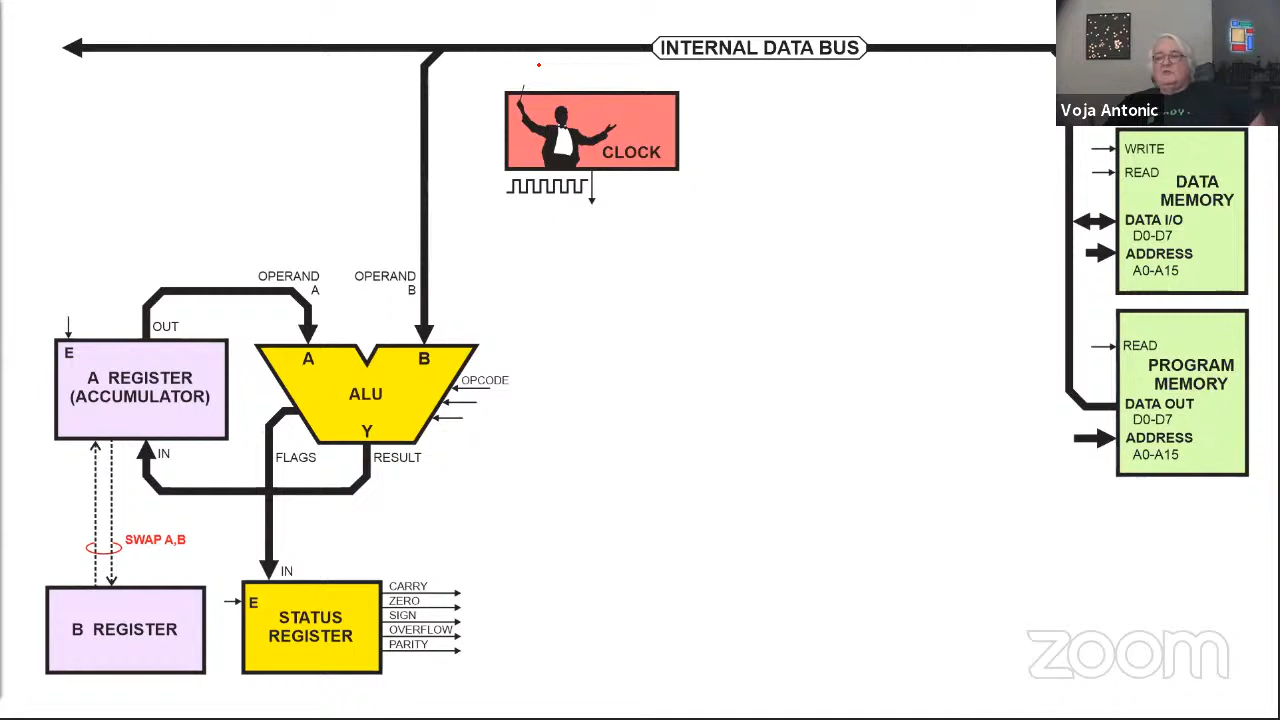 INTERNAL DATA BUS
Voja Antonic
CLOCK
WRITE
READ
DATA
MEMORY
DATA I/O
D0-D7
ADDRESS
A0-A15
OPERAND
A
OPERAND
B
OUT
E
A REGISTER
(ACCUMULATOR)
A
B
ALU
Y
OPCODE
READ
PROGRAM
MEMORY
DATA OUT
D0-D7
ADDRESS
A0-A15
IN
FLAGS
RESULT
SWAP A,B
IN
B REGISTER
E
STATUS
REGISTER
CARRY
ZERO
SIGN
OVERFLOW
PARITY
zoom